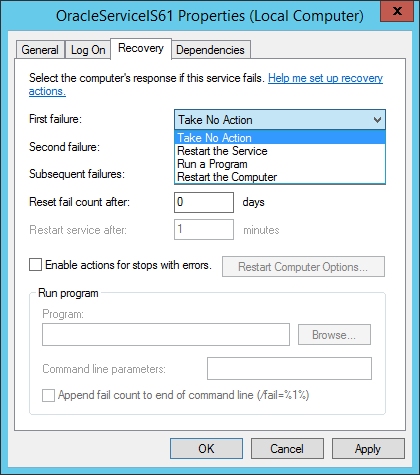 OracleServiceIS61 Properties (Local Computer)
x
General Log On Recovery Dependencies
Select the computer's response if this service fails. Help me set up recovery
actions.
First failure: Take No Action
Take No Action
Second failure: Restart the Service
Run a Program
Subsequent failures: Restart the Computer
Reset fail count after: 0 days
Restart service after: 1 minutes
Enable actions for stops with errors. Restart Computer Options...
Run program
Program:
Browse...
Command line parameters:
Append fail count to end of command line (/fail=%1%)
OK Cancel Apply